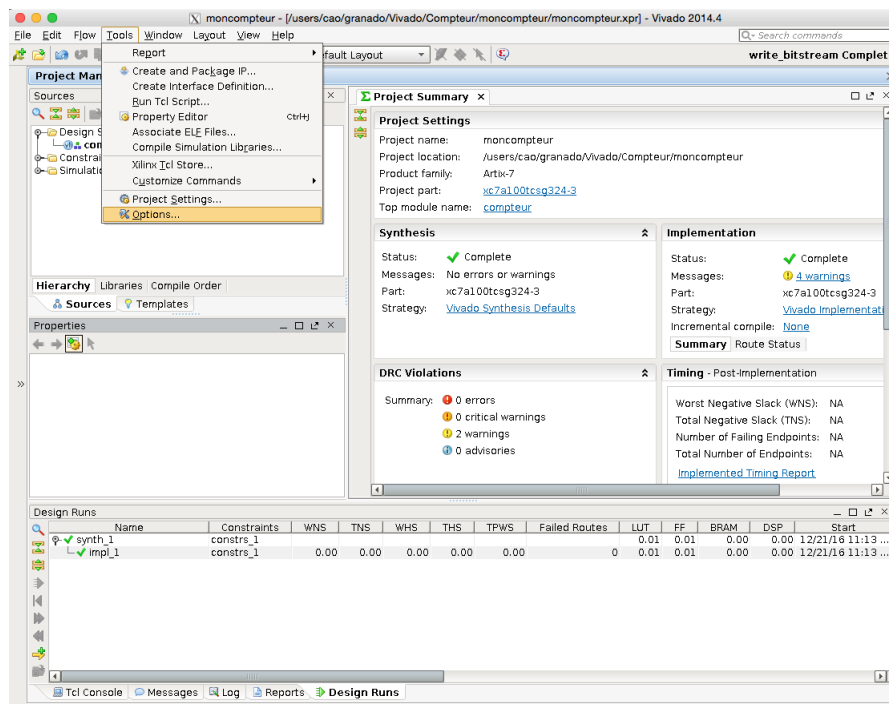 moncompteur - [/users/cao/granado/Vivado/Compteur/moncompteur/moncompteur.xpr] - Vivado 2014.4
File Edit Flow Tools Window Layout View Help
Search commands
Layout
write_bitstream Complet
Report
Create and Package IP...
Create Interface Definition...
Run Tcl Script...
Property Editor Ctrl+J
Associate ELF Files...
Compile Simulation Libraries...
Xilinx Tcl Store...
Customize Commands
Project Settings...
Options...
Project Man
Sources
Design S
com
Constrai
Simulatio
Hierarchy Libraries Compile Order
Sources Templates
Properties
Σ Project Summary
Project Settings
Project name: moncompteur
Project location: /users/cao/granado/Vivado/Compteur/moncompteur
Product family: Artix-7
Project part: xc7a100tcsg324-3
Top module name: compteur
Synthesis
Status: Complete
Messages: No errors or warnings
Part: xc7a100tcsg324-3
Strategy: Vivado Synthesis Defaults
Implementation
Status: Complete
Messages: 4 warnings
Part: xc7a100tcsg324-3
Strategy: Vivado Implementati
Incremental compile: None
Summary Route Status
DRC Violations
Summary: 0 errors
0 critical warnings
2 warnings
0 advisories
Timing - Post-Implementation
Worst Negative Slack (WNS): NA
Total Negative Slack (TNS): NA
Number of Failing Endpoints: NA
Total Number of Endpoints: NA
Implemented Timing Report
Design Runs
Name Constraints WNS TNS WHS THS TPWS Failed Routes LUT FF BRAM DSP Start
synth_1 constrs_1 0.01 0.01 0.00 0.00 12/21/16 11:13 ...
impl_1 constrs_1 0.00 0.00 0.00 0.00 0.00 0 0.01 0.01 0.00 0.00 12/21/16 11:13 ...
Tcl Console Messages Log Reports Design Runs